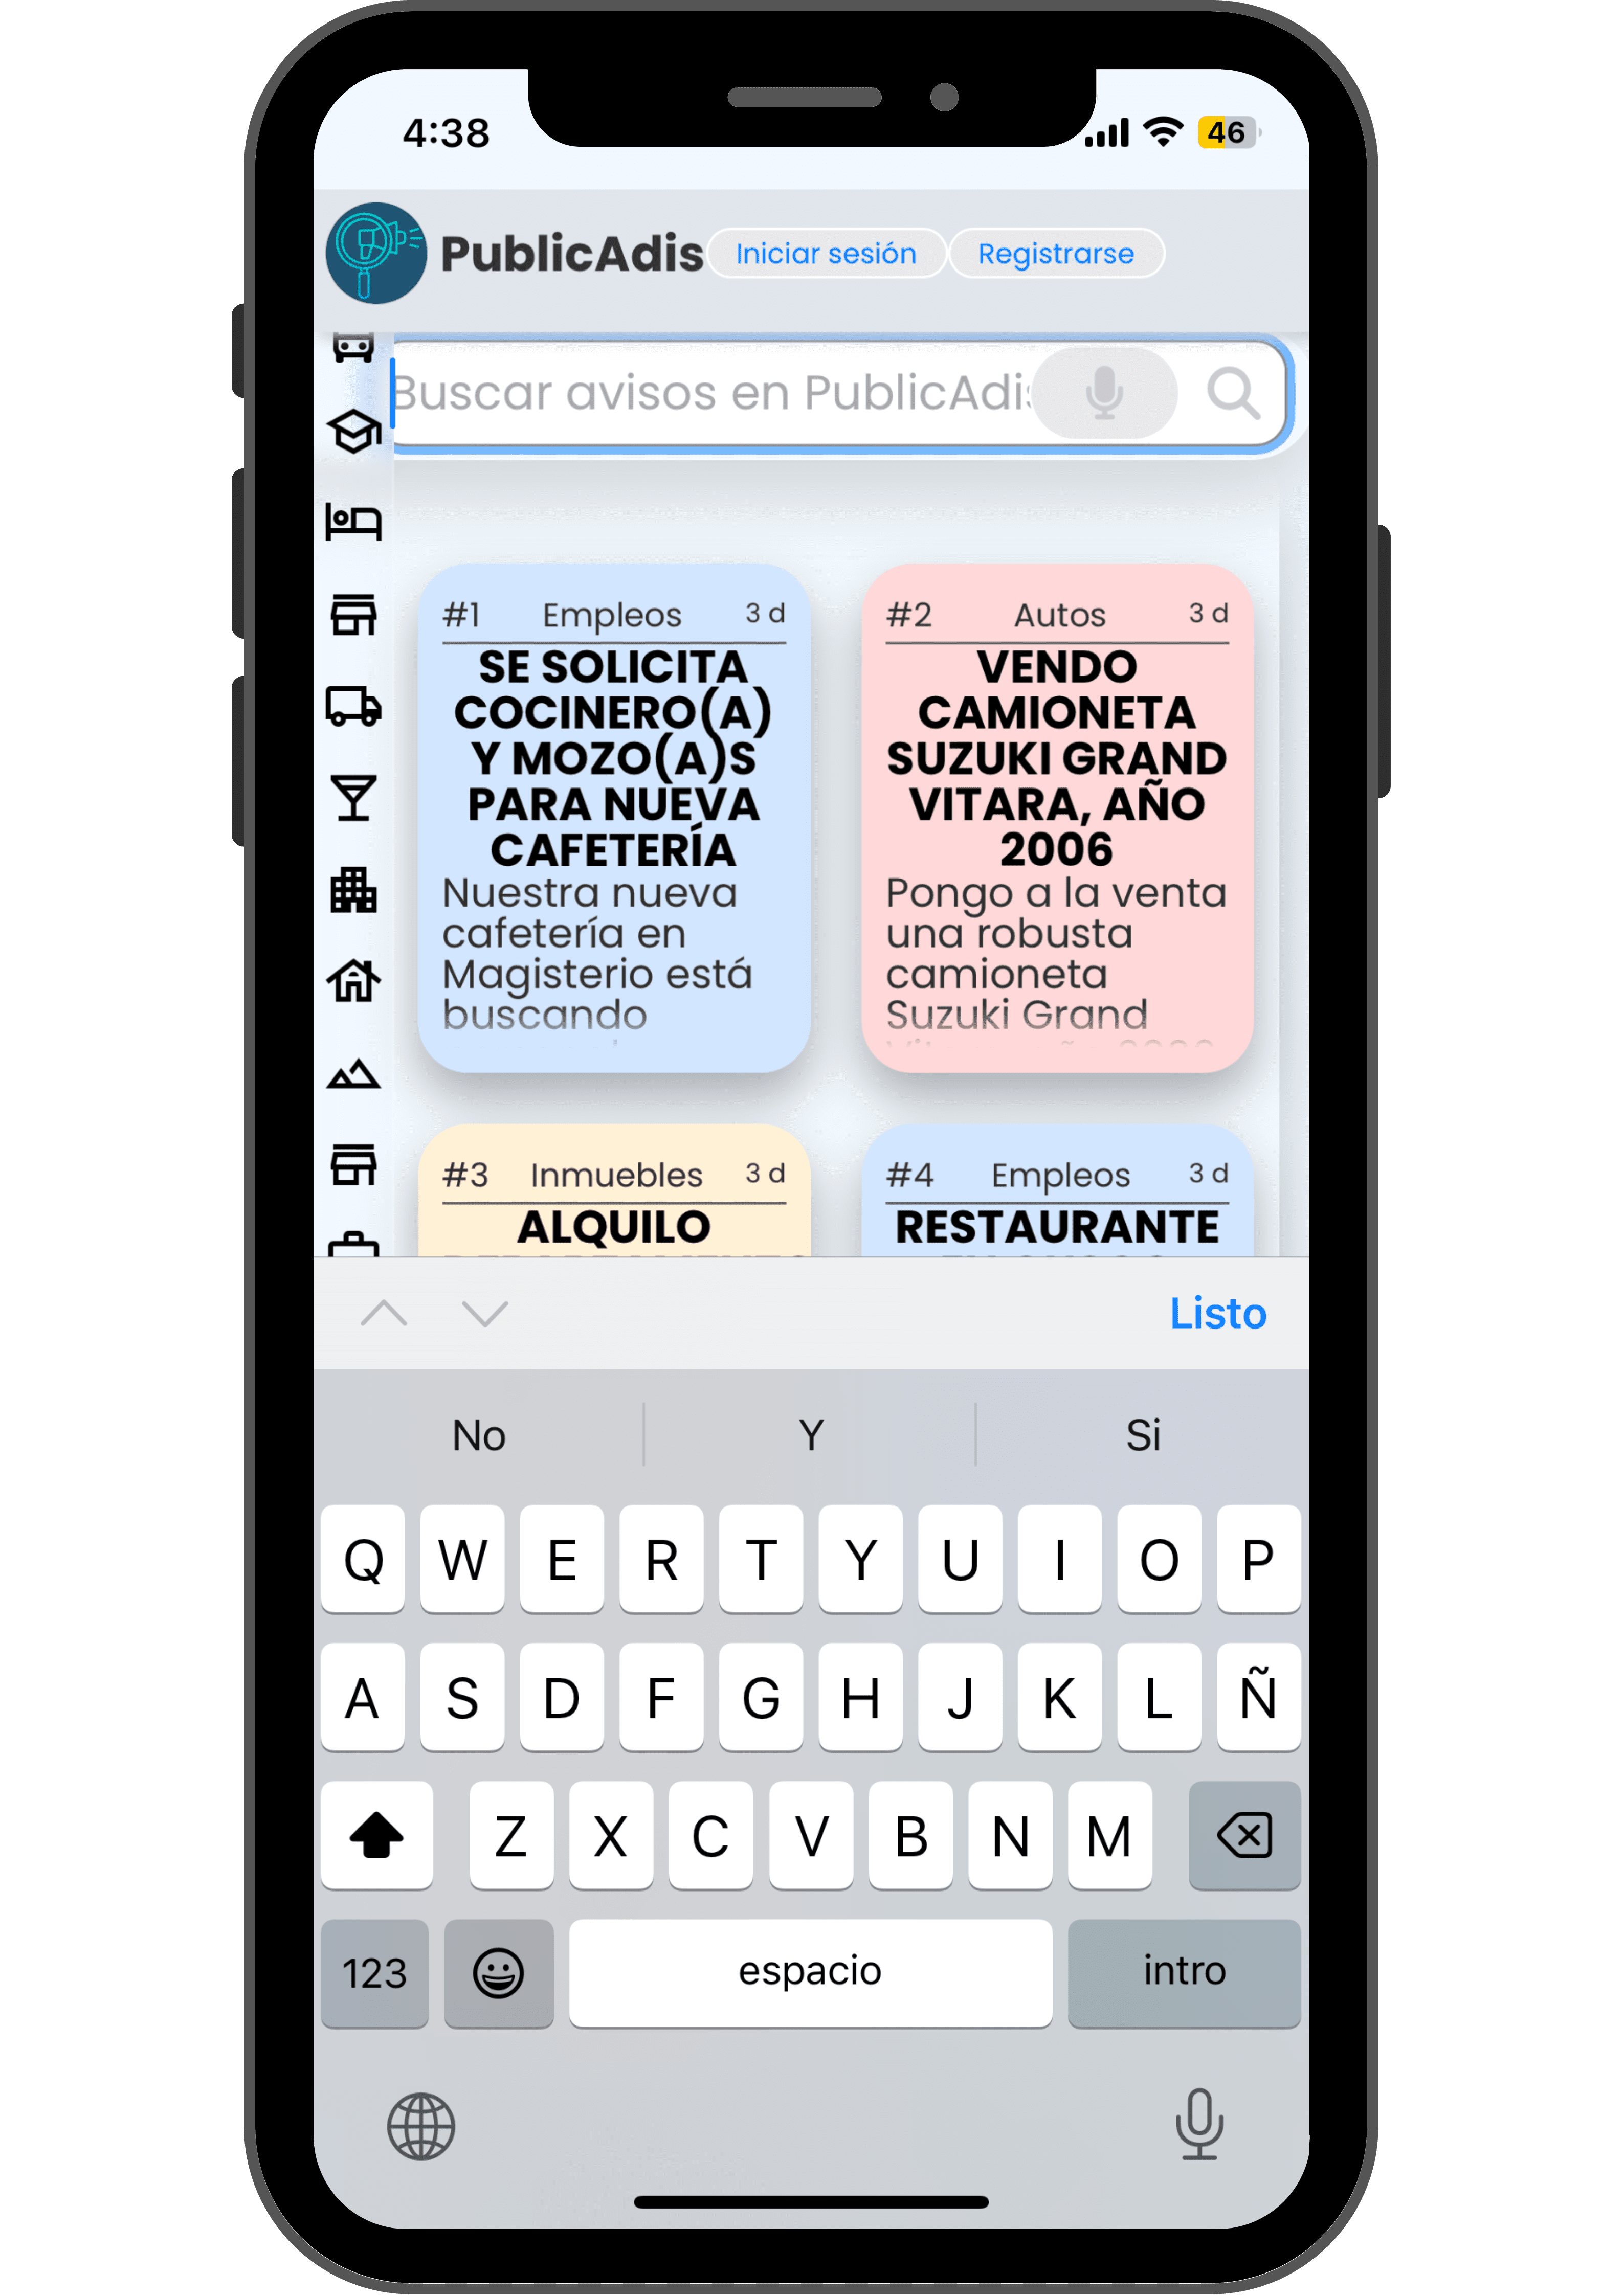 4:38
46
PublicAdis Iniciar sesión Registrarse
Buscar avisos en PublicAdis
#1 Empleos 3 d
SE SOLICITA
COCINERO(A)
Y MOZO(A)S
PARA NUEVA
CAFETERÍA
Nuestra nueva
cafetería en
Magisterio está
buscando
#2 Autos 3 d
VENDO
CAMIONETA
SUZUKI GRAND
VITARA, AÑO
2006
Pongo a la venta
una robusta
camioneta
Suzuki Grand
#3 Inmuebles 3 d
ALQUILO
#4 Empleos 3 d
RESTAURANTE
Listo
No Y Si
Q W E R T Y U I O P
A S D F G H J K L Ñ
Z X C V B N M
123 espacio intro